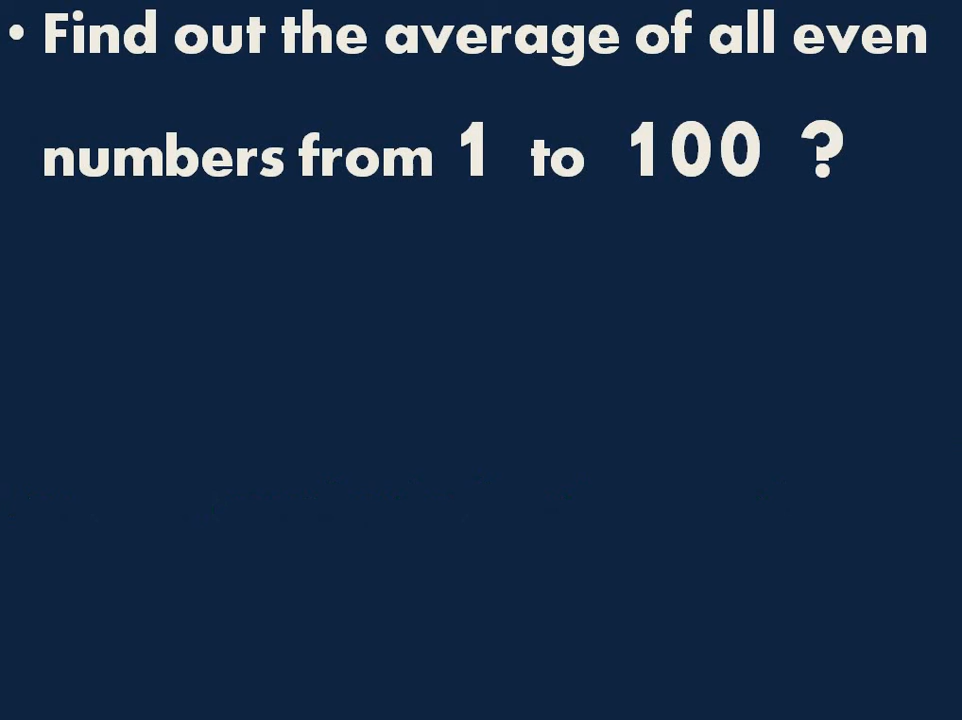 • Find out the average of all even
numbers from 1 to 100 ?